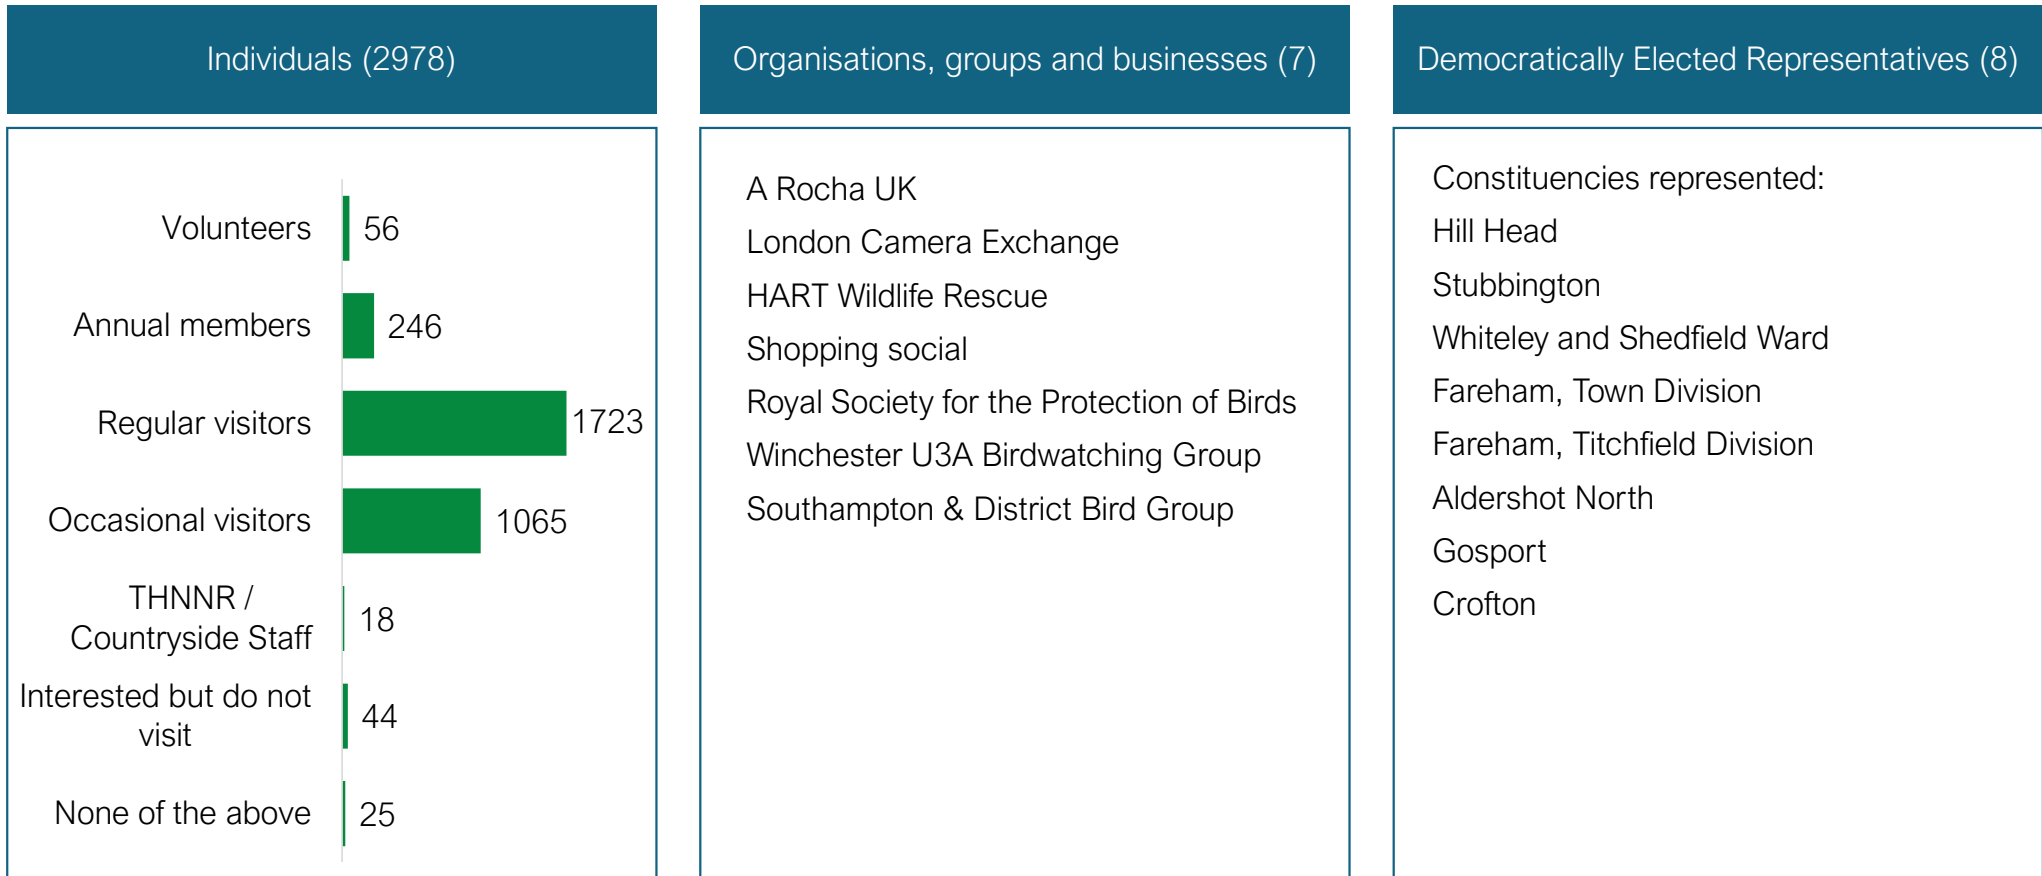 Individuals (2978)
Volunteers 56
Annual members 246
Regular visitors 1723
Occasional visitors 1065
THNNR /
Countryside Staff 18
Interested but do not
visit 44
None of the above 25
Organisations, groups and businesses (7)
A Rocha UK
London Camera Exchange
HART Wildlife Rescue
Shopping social
Royal Society for the Protection of Birds
Winchester U3A Birdwatching Group
Southampton & District Bird Group
Democratically Elected Representatives (8)
Constituencies represented:
Hill Head
Stubbington
Whiteley and Shedfield Ward
Fareham, Town Division
Fareham, Titchfield Division
Aldershot North
Gosport
Crofton